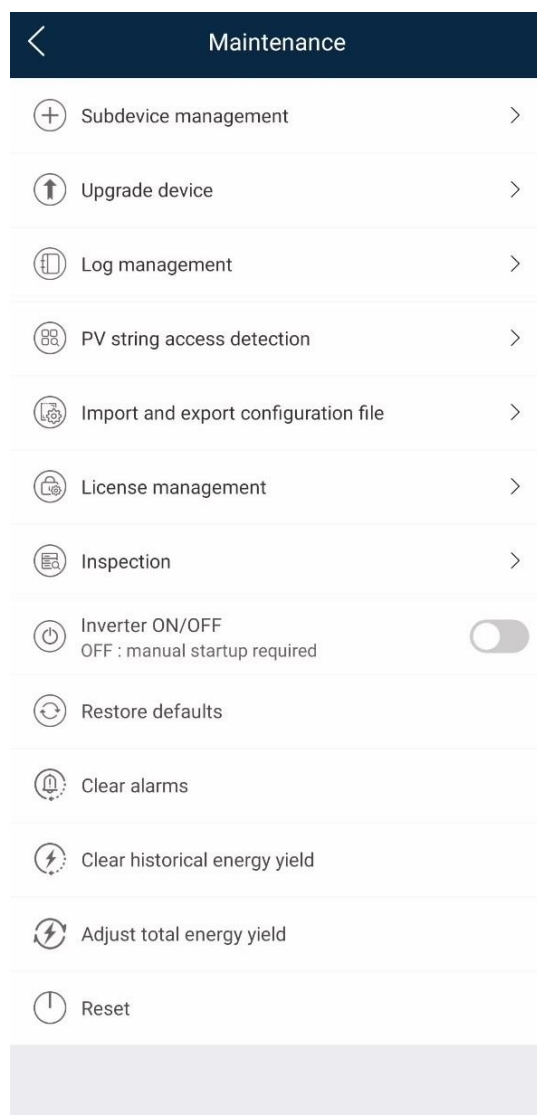 Maintenance
Subdevice management
Upgrade device
Log management
PV string access detection
Import and export configuration file
License management
Inspection
Inverter ON/OFF
OFF : manual startup required
Restore defaults
Clear alarms
Clear historical energy yield
Adjust total energy yield
Reset